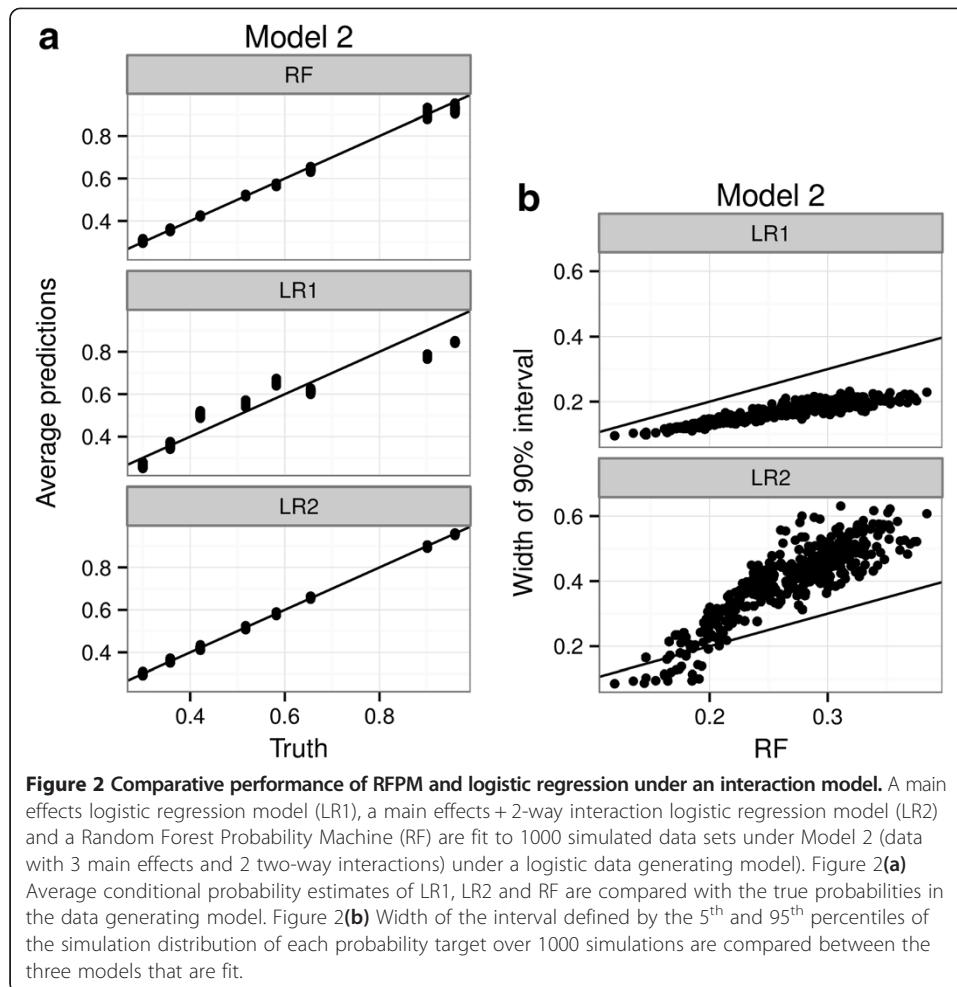 a
Model 2
RF
0.8
0.6
0.4
LR1
0.8
0.6
0.4
LR2
0.8
0.6
0.4
Average predictions
0.4 0.6 0.8
Truth
b
Model 2
LR1
0.6
0.4
0.2
LR2
0.6
0.4
0.2
Width of 90% interval
0.2 0.3
RF
Figure 2 Comparative performance of RFPM and logistic regression under an interaction model. A main
effects logistic regression model (LR1), a main effects + 2-way interaction logistic regression model (LR2)
and a Random Forest Probability Machine (RF) are fit to 1000 simulated data sets under Model 2 (data
with 3 main effects and 2 two-way interactions) under a logistic data generating model). Figure 2(a)
Average conditional probability estimates of LR1, LR2 and RF are compared with the true probabilities in
the data generating model. Figure 2(b) Width of the interval defined by the 5th and 95th percentiles of
the simulation distribution of each probability target over 1000 simulations are compared between the
three models that are fit.